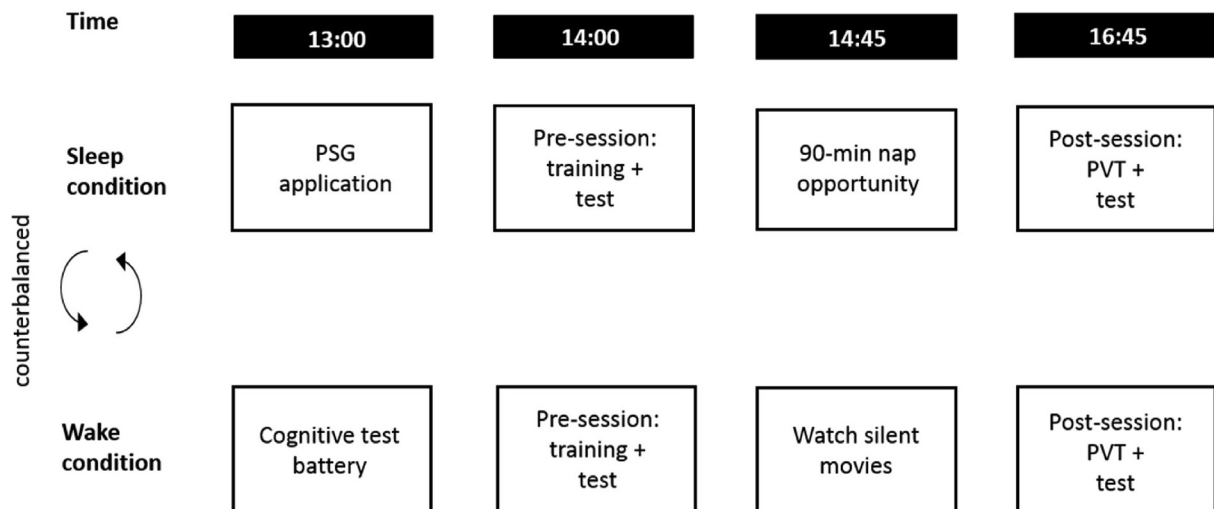 Time
13:00
14:00
14:45
16:45
Sleep
condition
PSG
application
Pre-session:
training +
test
90-min nap
opportunity
Post-session:
PVT +
test
counterbalanced
Wake
condition
Cognitive test
battery
Pre-session:
training +
test
Watch silent
movies
Post-session:
PVT +
test